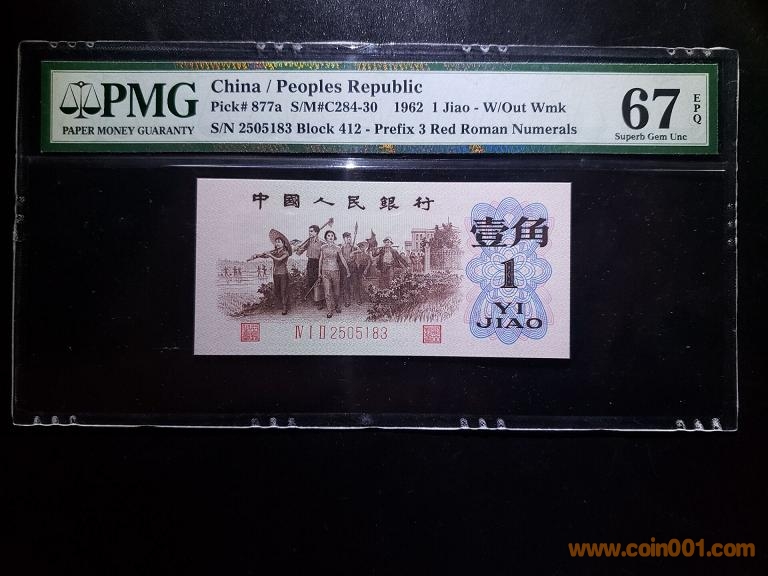 China / Peoples Republic
PMG
Pick# 877a S/M#C284-30 1962 1 Jiao - W/Out Wmk
PAPER MONEY GUARANTY
S/N 2505183 Block 412 - Prefix 3 Red Roman Numerals
67
EPQ
Superb Gem Unc
中國人民銀行
壹角
1
YI
JIAO
IV I II 2505183
www.coin001.com